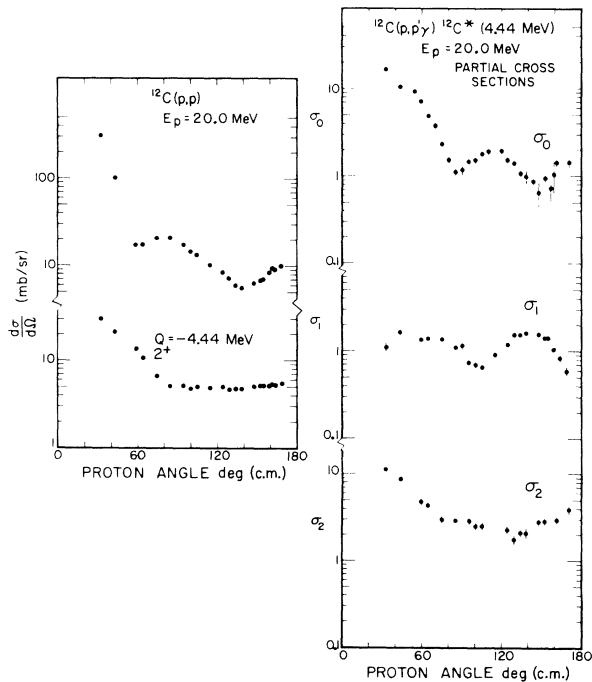 ¹²C(p,p)
Ep = 20.0 MeV
100
10
dσ/dΩ (mb/sr)
Q = -4.44 MeV
2⁺
10
1
0 60 120 180
PROTON ANGLE deg (c.m.)
¹²C(p,p'γ) ¹²C* (4.44 MeV)
Ep = 20.0 MeV
PARTIAL CROSS
SECTIONS
10
σ₀
σ₀
1
0.1
σ₁
σ₁
1
0.1
10
σ₂
σ₂
1
0.1
0 60 120 180
PROTON ANGLE deg (c.m.)